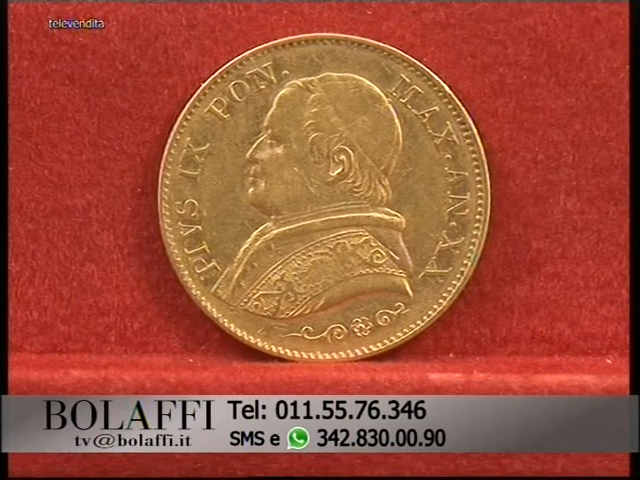 televendita
PIVS IX PON. MAX. AN. XX
BOLAFFI
tv@bolaffi.it
Tel: 011.55.76.346
SMS e 342.830.00.90